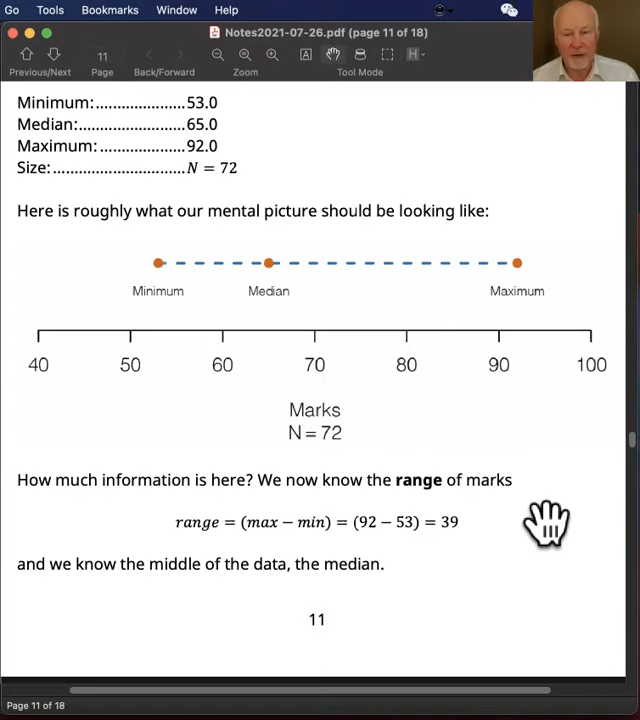 Go Tools Bookmarks Window Help
Notes2021-07-26.pdf (page 11 of 18)
11
Previous/Next Page Back/Forward Zoom Tool Mode
Minimum:.....................53.0
Median:.........................65.0
Maximum:....................92.0
Size:...............................N = 72
Here is roughly what our mental picture should be looking like:
Minimum Median Maximum
40 50 60 70 80 90 100
Marks
N = 72
How much information is here? We now know the range of marks
range = (max − min) = (92 − 53) = 39
and we know the middle of the data, the median.
11
Page 11 of 18